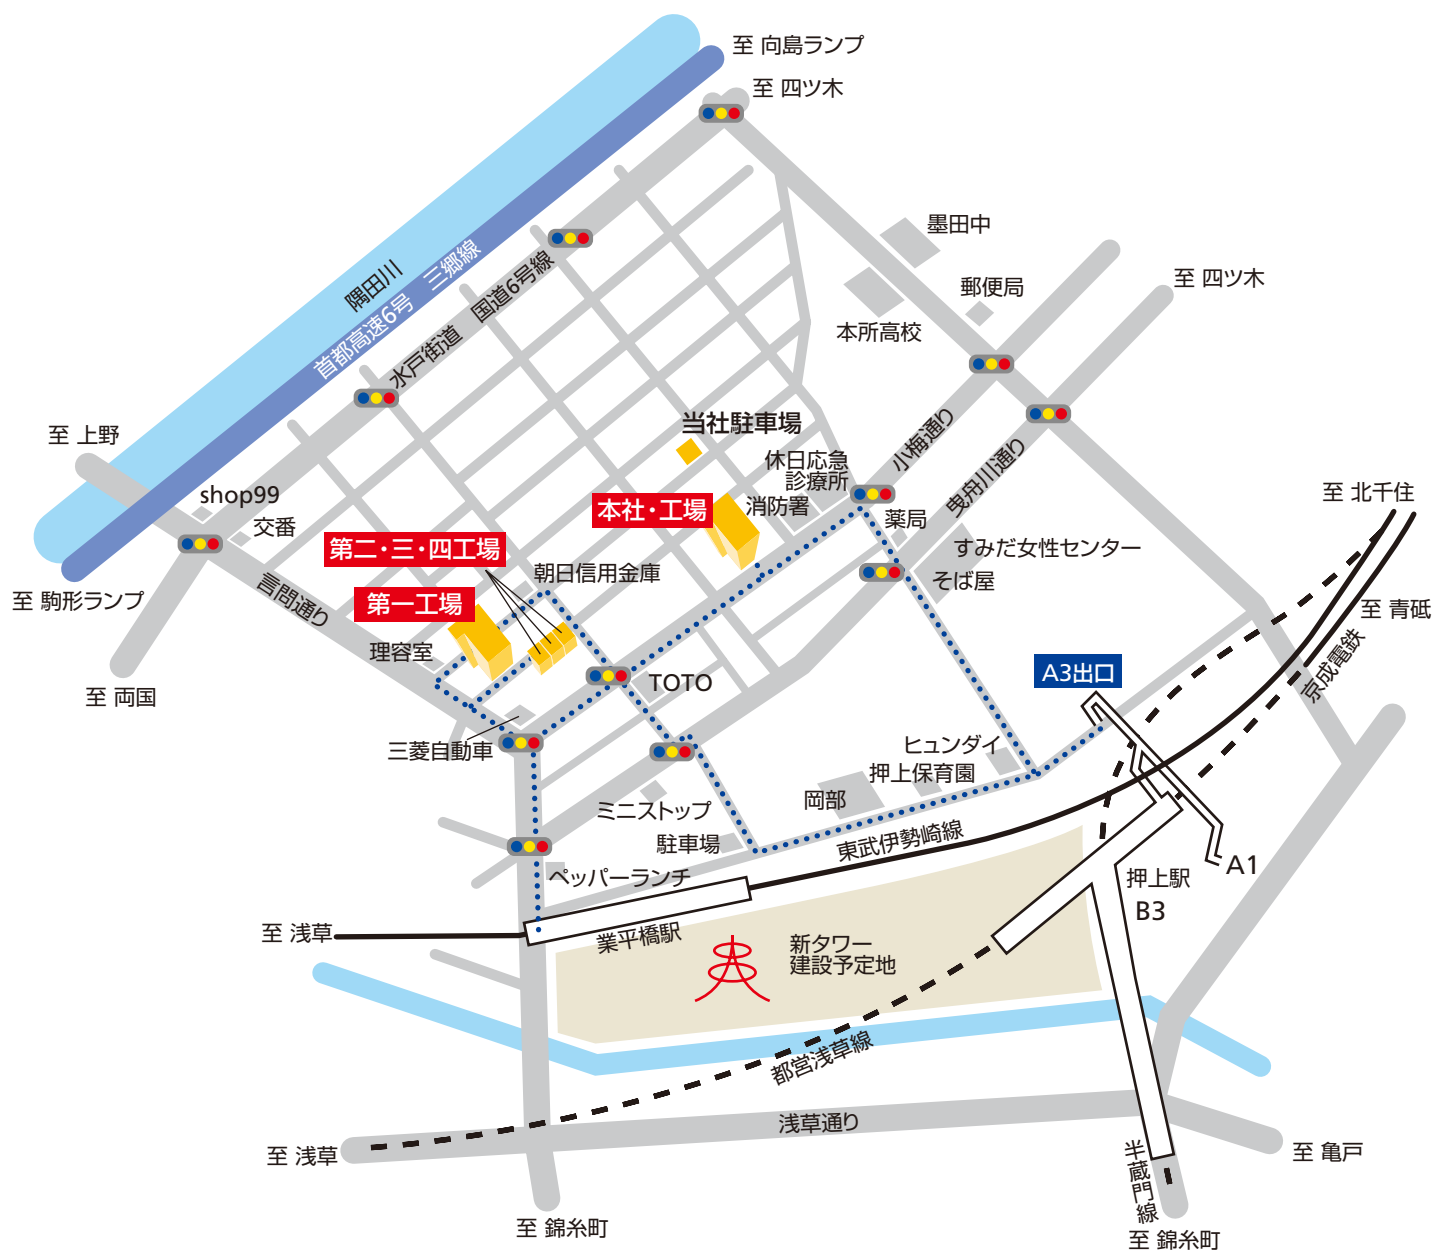 至 向島ランプ
至 四ツ木
墨田中
至 四ツ木
郵便局
本所高校
隅田川
首都高速6号 三郷線
水戸街道 国道6号線
至 上野
当社駐車場
小梅通り
曳舟川通り
休日応急
診療所
消防署
shop99
交番
本社・工場
薬局
至 北千住
第二・三・四工場
すみだ女性センター
朝日信用金庫
そば屋
至 駒形ランプ
言問通り
第一工場
至 青砥
京成電鉄
理容室
A3出口
至 両国
TOTO
三菱自動車
ヒュンダイ
押上保育園
岡部
ミニストップ
駐車場
東武伊勢崎線
A1
ペッパーランチ
押上駅
B3
至 浅草
業平橋駅
新タワー
建設予定地
都営浅草線
浅草通り
至 浅草
至 亀戸
半蔵門線
至 錦糸町
至 錦糸町